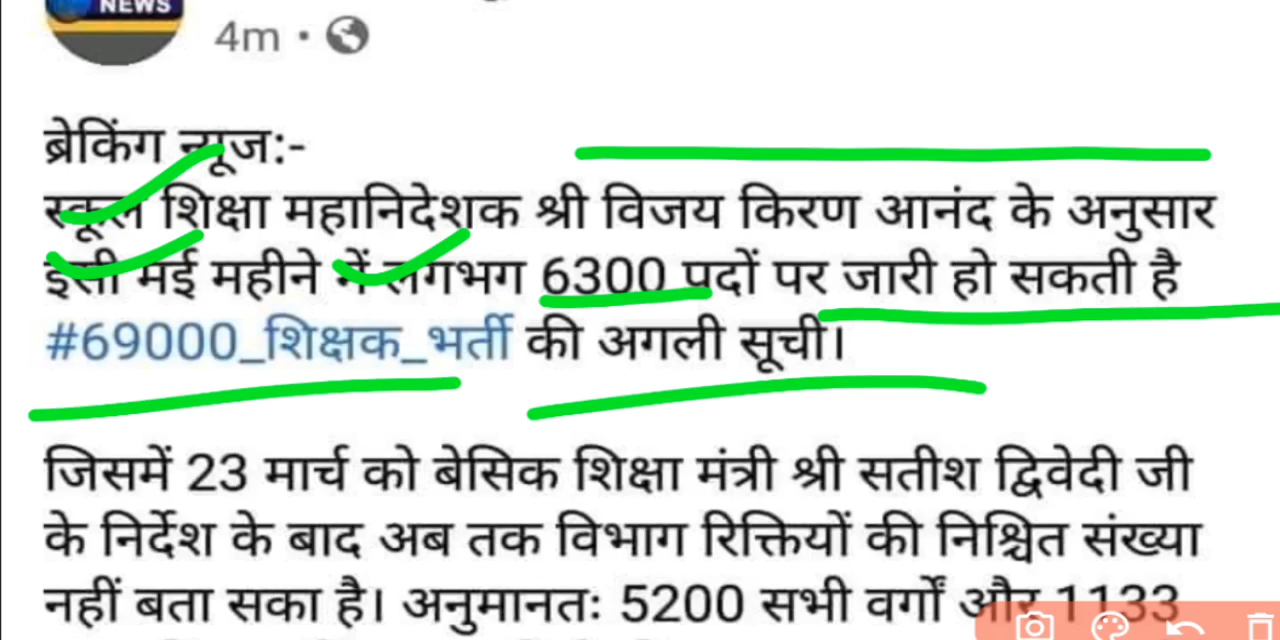 NEWS
4m •
ब्रेकिंग न्यूज:-
स्कूल शिक्षा महानिदेशक श्री विजय किरण आनंद के अनुसार
इसी मई महीने में लगभग 6300 पदों पर जारी हो सकती है
#69000_शिक्षक_भर्ती की अगली सूची।
जिसमें 23 मार्च को बेसिक शिक्षा मंत्री श्री सतीश द्विवेदी जी
के निर्देश के बाद अब तक विभाग रिक्तियों की निश्चित संख्या
नहीं बता सका है। अनुमानतः 5200 सभी वर्गों और 1133